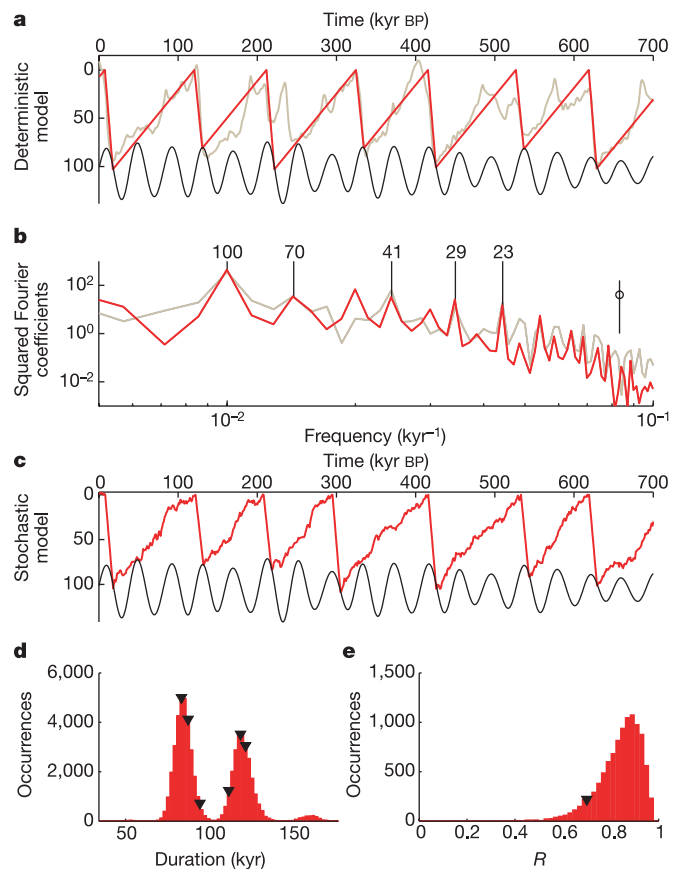 a
Time (kyr BP)
0 100 200 300 400 500 600 700
Deterministic model
0
50
100
b
100 70 41 29 23
Squared Fourier coefficients
10²
10⁰
10⁻²
10⁻² 10⁻¹
Frequency (kyr⁻¹)
c
Time (kyr BP)
0 100 200 300 400 500 600 700
Stochastic model
0
50
100
d
Occurrences
6,000
4,000
2,000
0
50 100 150
Duration (kyr)
e
Occurrences
1,500
1,000
500
0
0 0.2 0.4 0.6 0.8 1
R